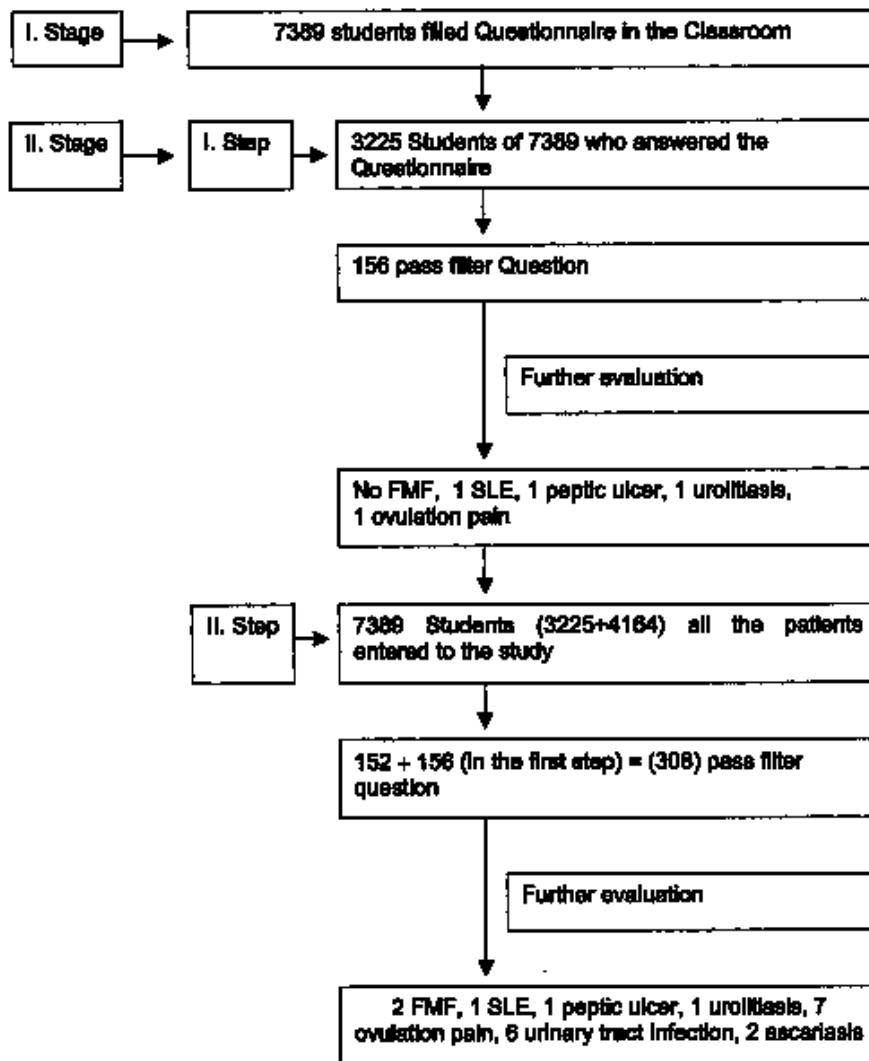 I. Stage
7389 students filled Questionnaire in the Classroom
II. Stage
I. Step
3225 Students of 7389 who answered the
Questionnaire
156 pass filter Question
Further evaluation
No FMF, 1 SLE, 1 peptic ulcer, 1 urolitiasis,
1 ovulation pain
II. Step
7389 Students (3225+4164) all the patients
entered to the study
152 + 156 (in the first step) = (308) pass filter
question
Further evaluation
2 FMF, 1 SLE, 1 peptic ulcer, 1 urolitiasis, 7
ovulation pain, 6 urinary tract infection, 2 ascariasis